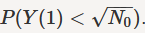 P(Y(1) < √N₀).